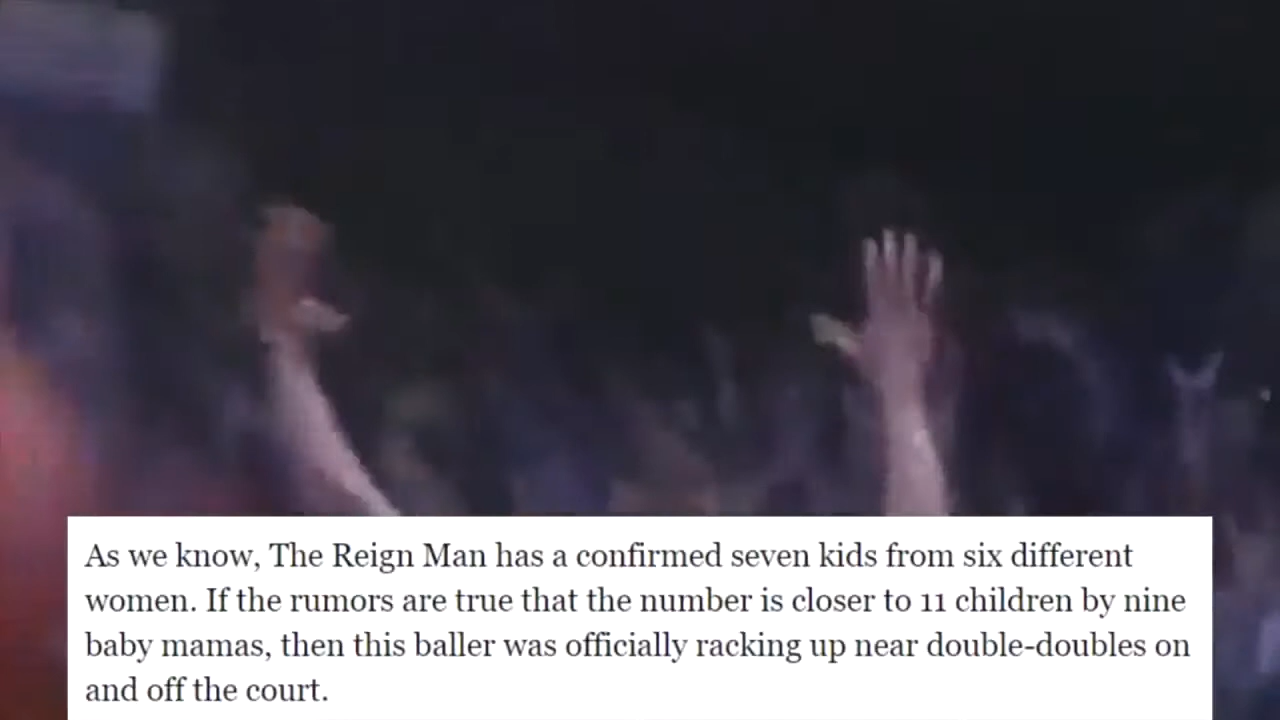 As we know, The Reign Man has a confirmed seven kids from six different
women. If the rumors are true that the number is closer to 11 children by nine
baby mamas, then this baller was officially racking up near double-doubles on
and off the court.